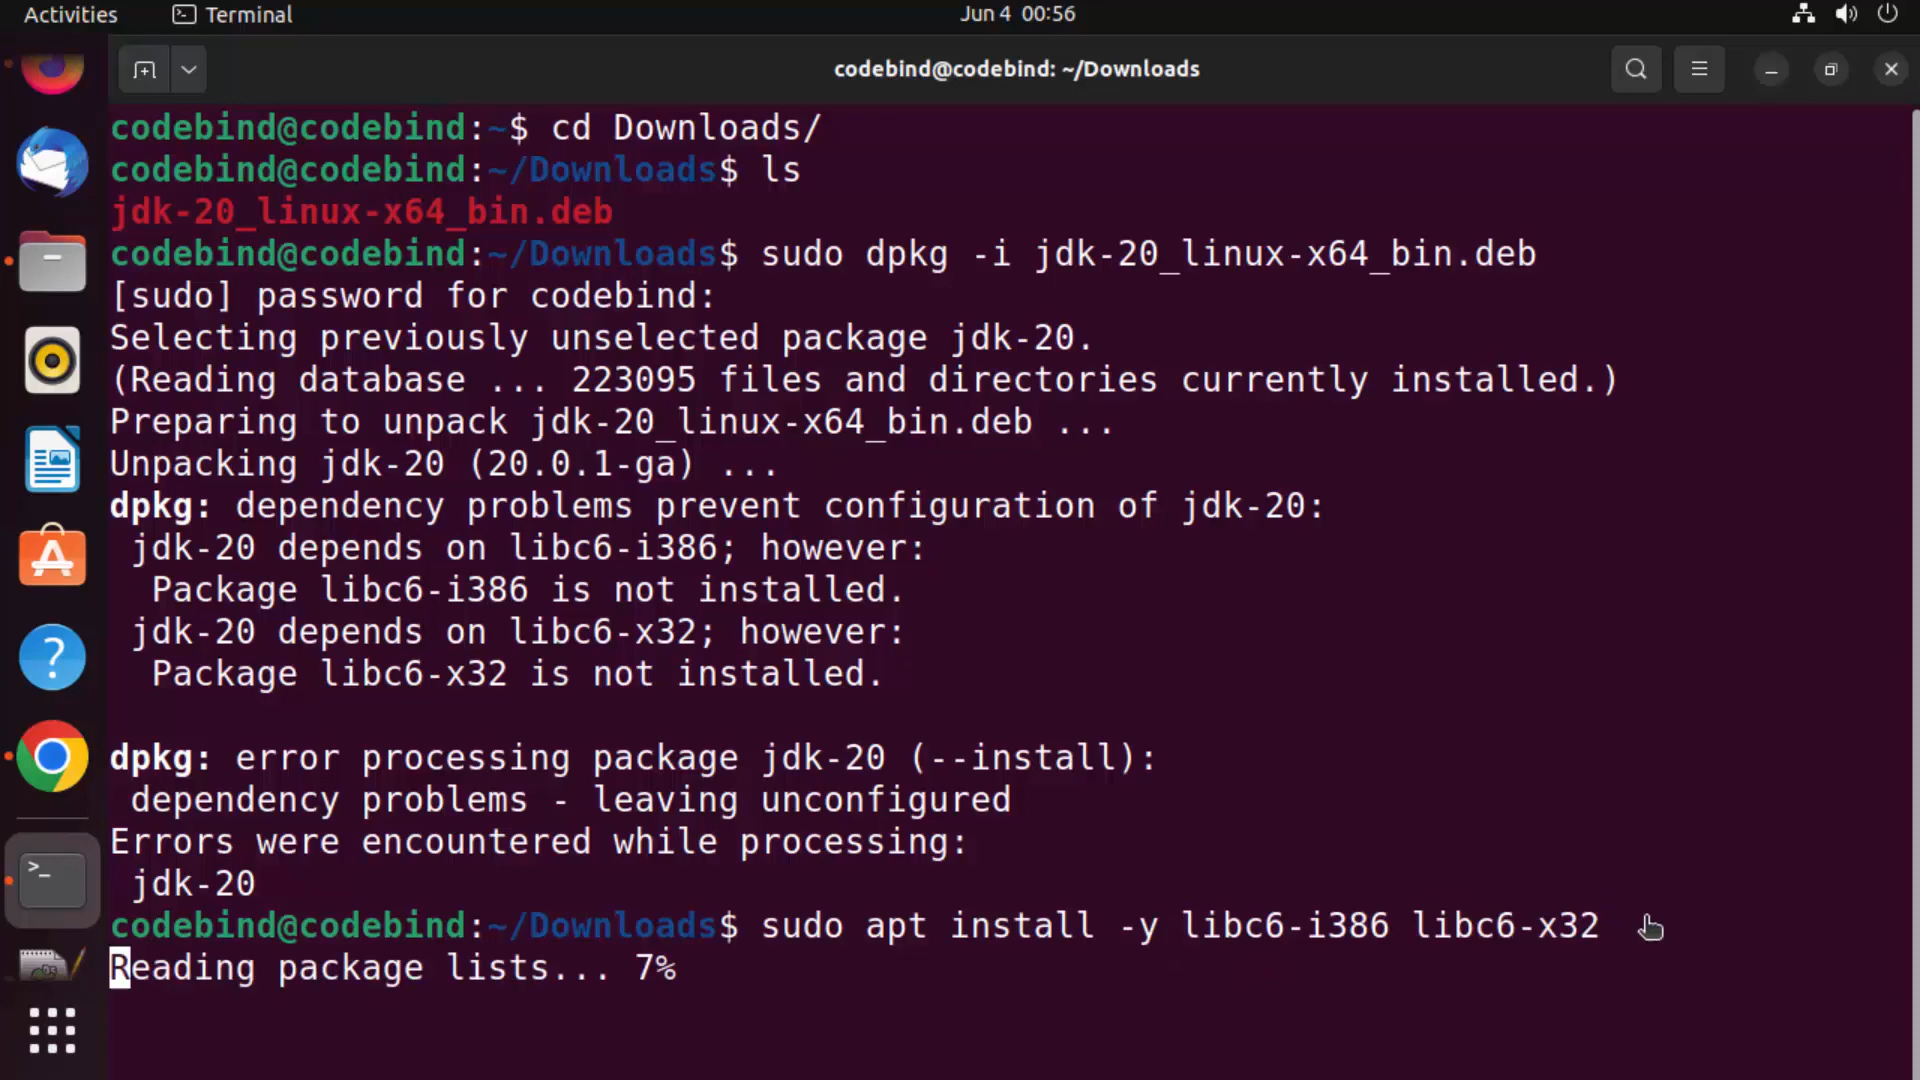 Activities
Terminal
Jun 4 00:56
codebind@codebind: ~/Downloads
codebind@codebind:~$ cd Downloads/
codebind@codebind:~/Downloads$ ls
jdk-20_linux-x64_bin.deb
codebind@codebind:~/Downloads$ sudo dpkg -i jdk-20_linux-x64_bin.deb
[sudo] password for codebind:
Selecting previously unselected package jdk-20.
(Reading database ... 223095 files and directories currently installed.)
Preparing to unpack jdk-20_linux-x64_bin.deb ...
Unpacking jdk-20 (20.0.1-ga) ...
dpkg: dependency problems prevent configuration of jdk-20:
 jdk-20 depends on libc6-i386; however:
  Package libc6-i386 is not installed.
 jdk-20 depends on libc6-x32; however:
  Package libc6-x32 is not installed.
dpkg: error processing package jdk-20 (--install):
 dependency problems - leaving unconfigured
Errors were encountered while processing:
 jdk-20
codebind@codebind:~/Downloads$ sudo apt install -y libc6-i386 libc6-x32
Reading package lists... 7%